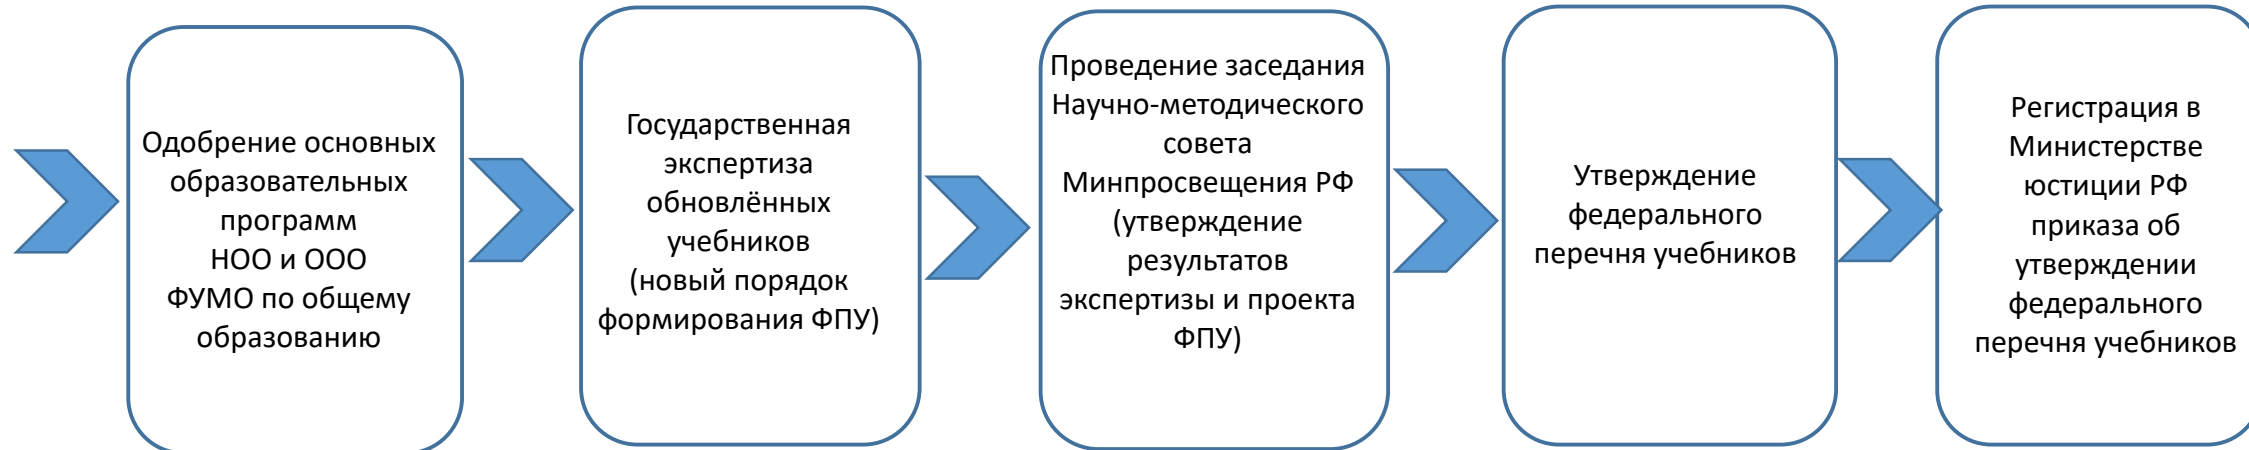 Одобрение основных
образовательных
программ
НОО и ООО
ФУМО по общему
образованию
Государственная
экспертиза
обновлённых
учебников
(новый порядок
формирования ФПУ)
Проведение заседания
Научно-методического
совета
Минпросвещения РФ
(утверждение
результатов
экспертизы и проекта
ФПУ)
Утверждение
федерального
перечня учебников
Регистрация в
Министерстве
юстиции РФ
приказа об
утверждении
федерального
перечня учебников